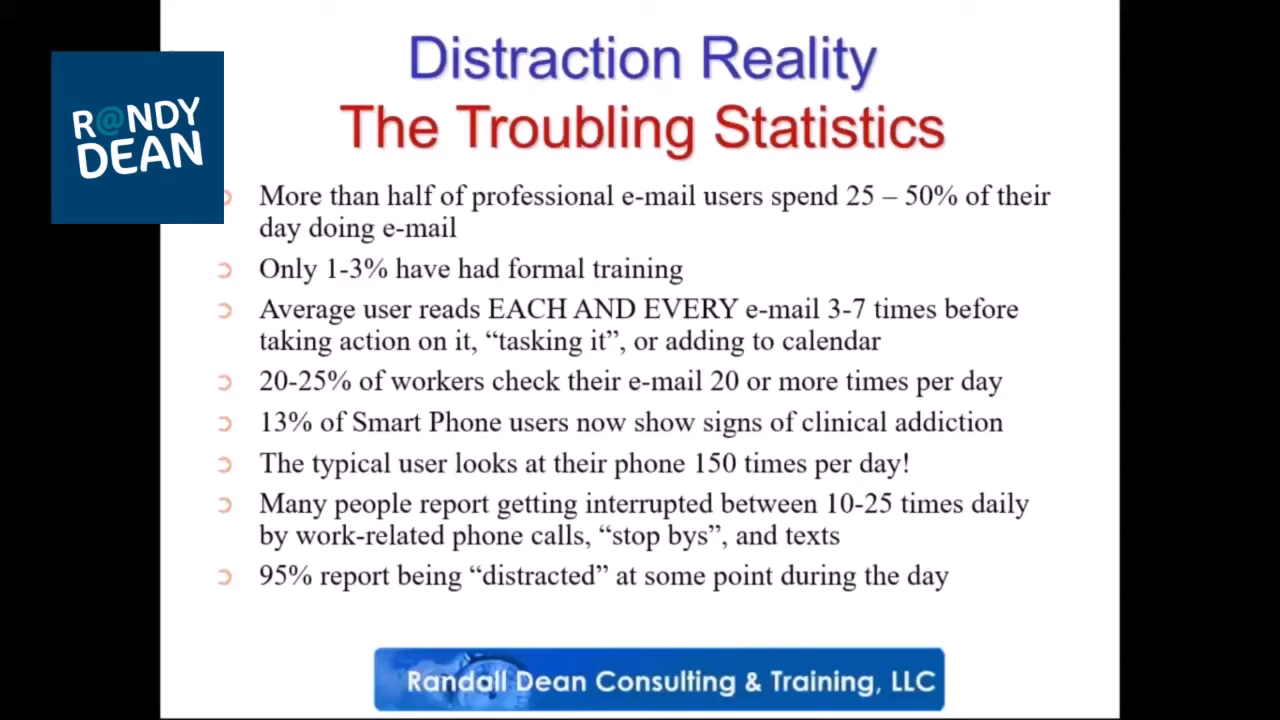 Distraction Reality
The Troubling Statistics
R@NDY
DEAN
More than half of professional e-mail users spend 25 – 50% of their
day doing e-mail
Only 1-3% have had formal training
Average user reads EACH AND EVERY e-mail 3-7 times before
taking action on it, “tasking it”, or adding to calendar
20-25% of workers check their e-mail 20 or more times per day
13% of Smart Phone users now show signs of clinical addiction
The typical user looks at their phone 150 times per day!
Many people report getting interrupted between 10-25 times daily
by work-related phone calls, “stop bys”, and texts
95% report being “distracted” at some point during the day
Randall Dean Consulting & Training, LLC